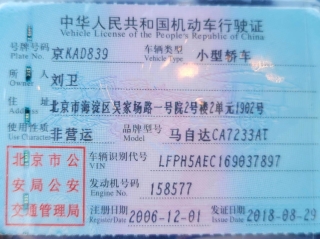 中华人民共和国机动车行驶证
Vehicle License of the People's Republic of China
号牌号码 京KAD839 车辆类型 小型轿车
Plate No. Vehicle Type
所有人 刘卫
Owner
住址 北京市海淀区吴家场路一号院2号楼2单元1902号
Address
使用性质 非营运 品牌型号 马自达CA7233AT
Use Character Model
北京市公 车辆识别代号 LFPH5AEC169037897
VIN
安局公安 发动机号码 158577
Engine No.
交通管理局 注册日期 2006-12-01 发证日期 2018-08-29
Register Date Issue Date